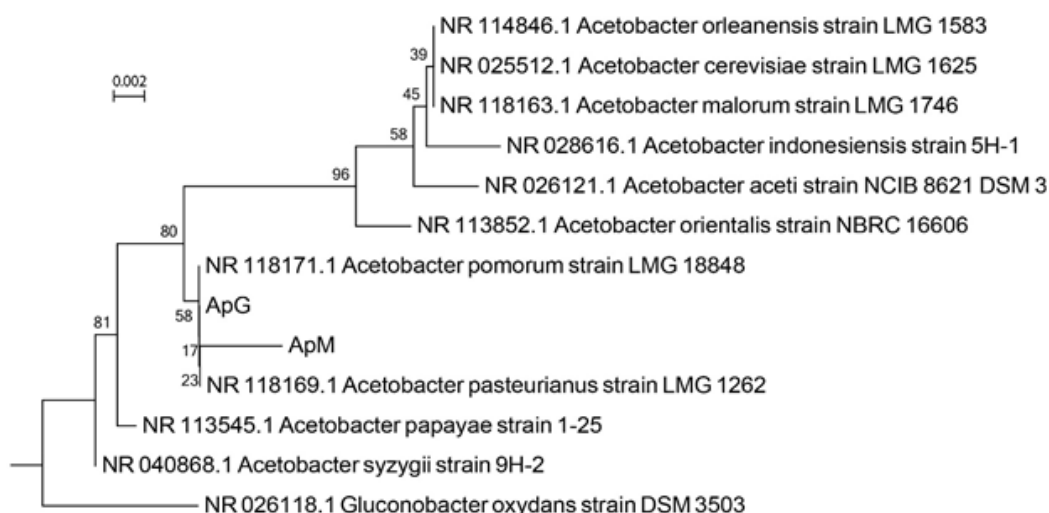 NR 114846.1 Acetobacter orleanensis strain LMG 1583
39
NR 025512.1 Acetobacter cerevisiae strain LMG 1625
0.002
45
NR 118163.1 Acetobacter malorum strain LMG 1746
58
NR 028616.1 Acetobacter indonesiensis strain 5H-1
96
NR 026121.1 Acetobacter aceti strain NCIB 8621 DSM 3
NR 113852.1 Acetobacter orientalis strain NBRC 16606
80
NR 118171.1 Acetobacter pomorum strain LMG 18848
ApG
58
81
ApM
17
23
NR 118169.1 Acetobacter pasteurianus strain LMG 1262
NR 113545.1 Acetobacter papayae strain 1-25
NR 040868.1 Acetobacter syzygii strain 9H-2
NR 026118.1 Gluconobacter oxydans strain DSM 3503